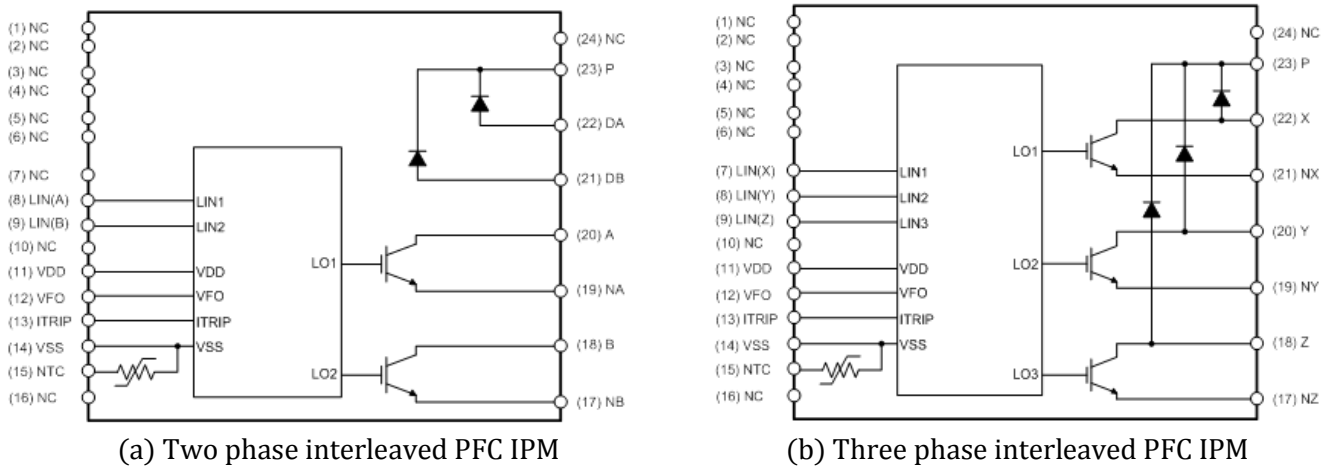 (1) NC
(2) NC
(3) NC
(4) NC
(5) NC
(6) NC
(7) NC
(8) LIN(A)
(9) LIN(B)
(10) NC
(11) VDD
(12) VFO
(13) ITRIP
(14) VSS
(15) NTC
(16) NC
LIN1
LIN2
VDD
VFO
ITRIP
VSS
LO1
LO2
(24) NC
(23) P
(22) DA
(21) DB
(20) A
(19) NA
(18) B
(17) NB
(a) Two phase interleaved PFC IPM
(1) NC
(2) NC
(3) NC
(4) NC
(5) NC
(6) NC
(7) LIN(X)
(8) LIN(Y)
(9) LIN(Z)
(10) NC
(11) VDD
(12) VFO
(13) ITRIP
(14) VSS
(15) NTC
(16) NC
LIN1
LIN2
LIN3
VDD
VFO
ITRIP
VSS
LO1
LO2
LO3
(24) NC
(23) P
(22) X
(21) NX
(20) Y
(19) NY
(18) Z
(17) NZ
(b) Three phase interleaved PFC IPM